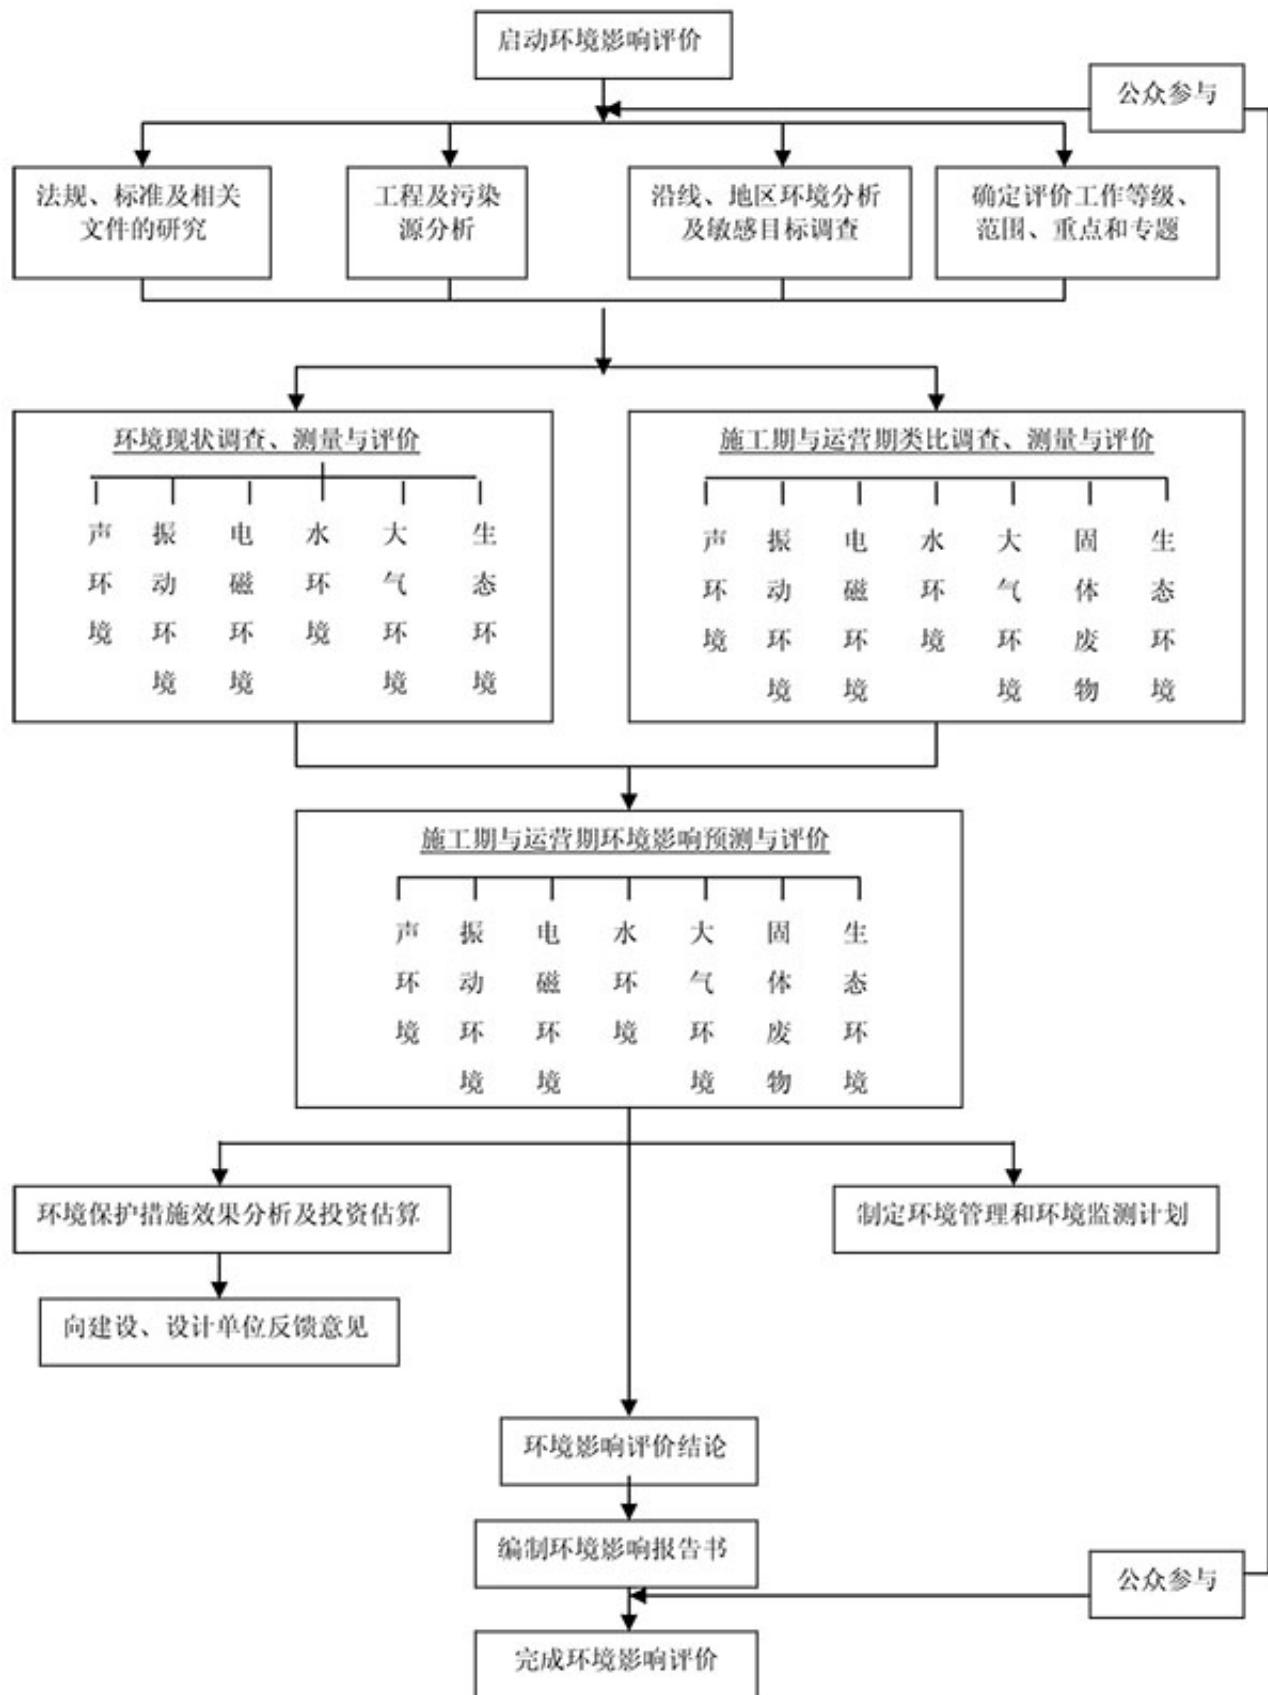 启动环境影响评价
公众参与
法规、标准及相关
文件的研究
工程及污染
源分析
沿线、地区环境分析
及敏感目标调查
确定评价工作等级、
范围、重点和专题
环境现状调查、测量与评价
声环境
振动环境
电磁环境
水环境
大气环境
生态环境
施工期与运营期类比调查、测量与评价
声环境
振动环境
电磁环境
水环境
大气环境
固体废物
生态环境
施工期与运营期环境影响预测与评价
声环境
振动环境
电磁环境
水环境
大气环境
固体废物
生态环境
环境保护措施效果分析及投资估算
制定环境管理和环境监测计划
向建设、设计单位反馈意见
环境影响评价结论
编制环境影响报告书
公众参与
完成环境影响评价